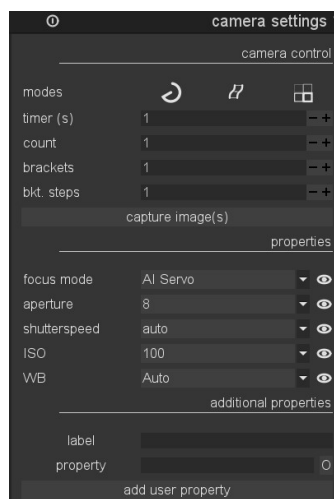 camera settings
camera control
modes
timer (s) 1 - +
count 1 - +
brackets 1 - +
bkt. steps 1 - +
capture image(s)
properties
focus mode AI Servo
aperture 8
shutterspeed auto
ISO 100
WB Auto
additional properties
label
property O
add user property